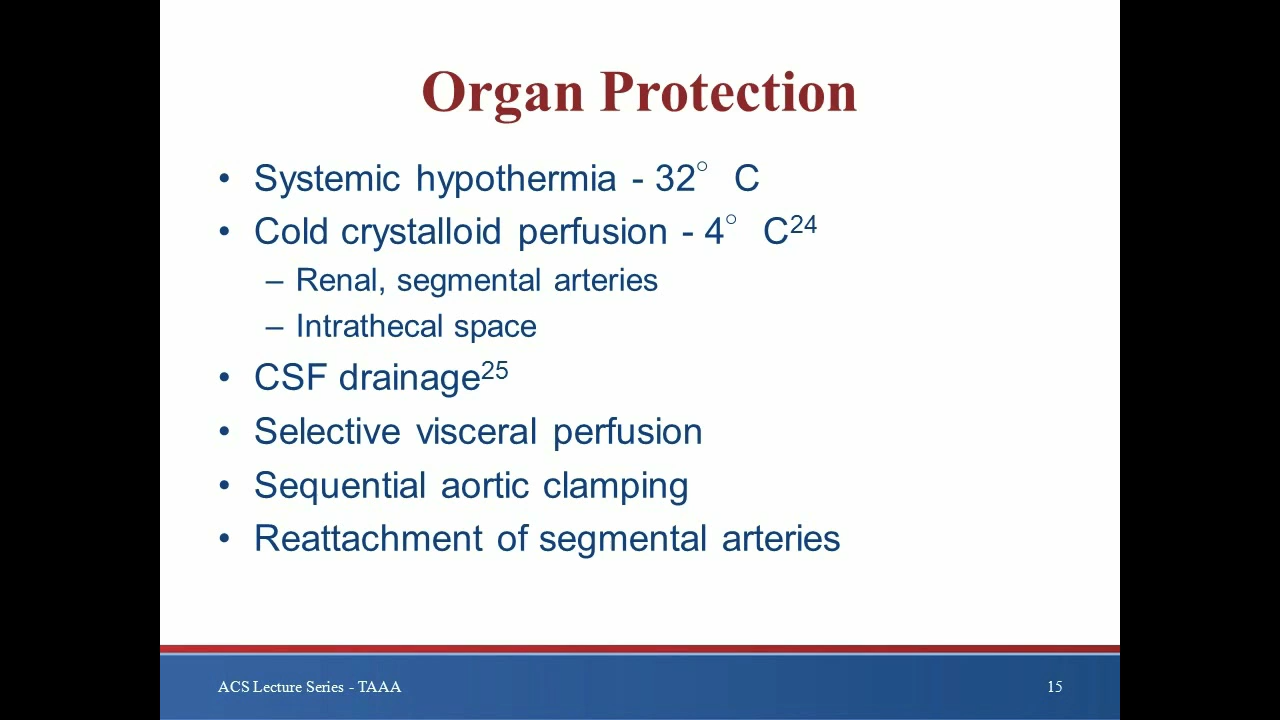 Organ Protection
• Systemic hypothermia - 32° C
• Cold crystalloid perfusion - 4° C24
– Renal, segmental arteries
– Intrathecal space
• CSF drainage25
• Selective visceral perfusion
• Sequential aortic clamping
• Reattachment of segmental arteries
ACS Lecture Series - TAAA
15